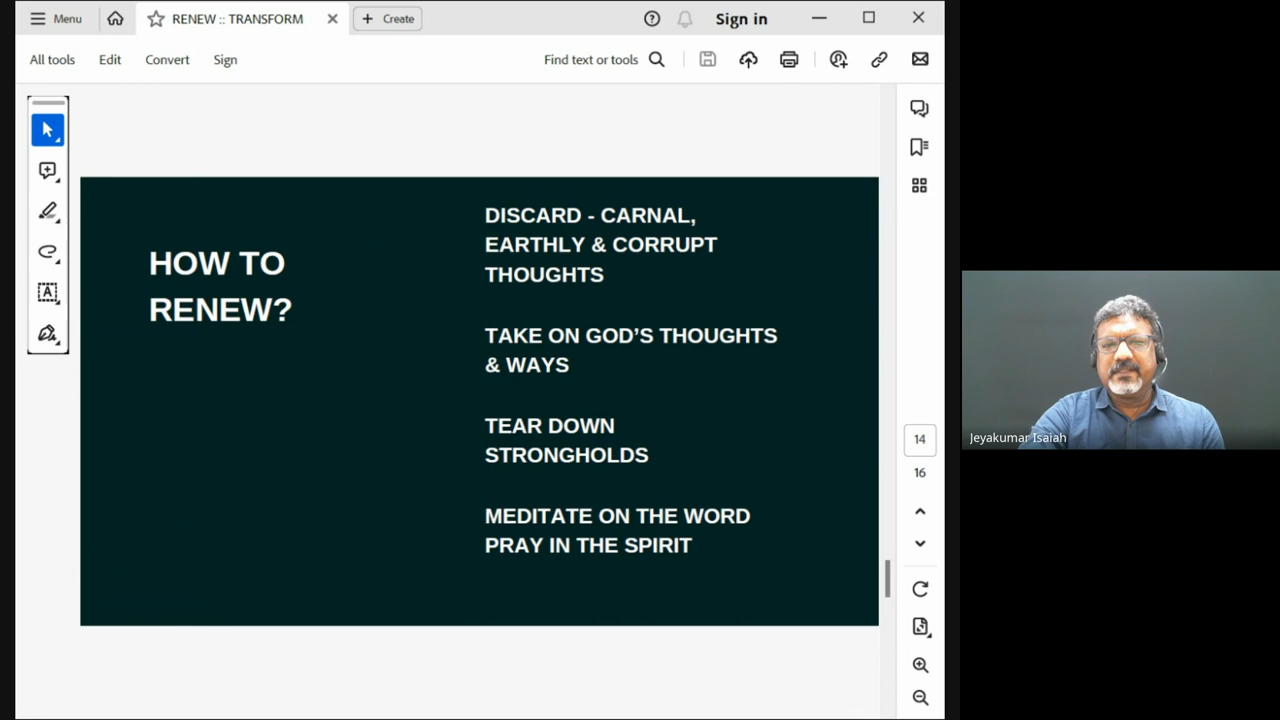 Menu
RENEW :: TRANSFORM
Create
Sign in
All tools
Edit
Convert
Sign
Find text or tools
HOW TO
RENEW?
DISCARD - CARNAL,
EARTHLY & CORRUPT
THOUGHTS
TAKE ON GOD'S THOUGHTS
& WAYS
TEAR DOWN
STRONGHOLDS
MEDITATE ON THE WORD
PRAY IN THE SPIRIT
14
16
Jeyakumar Isaiah